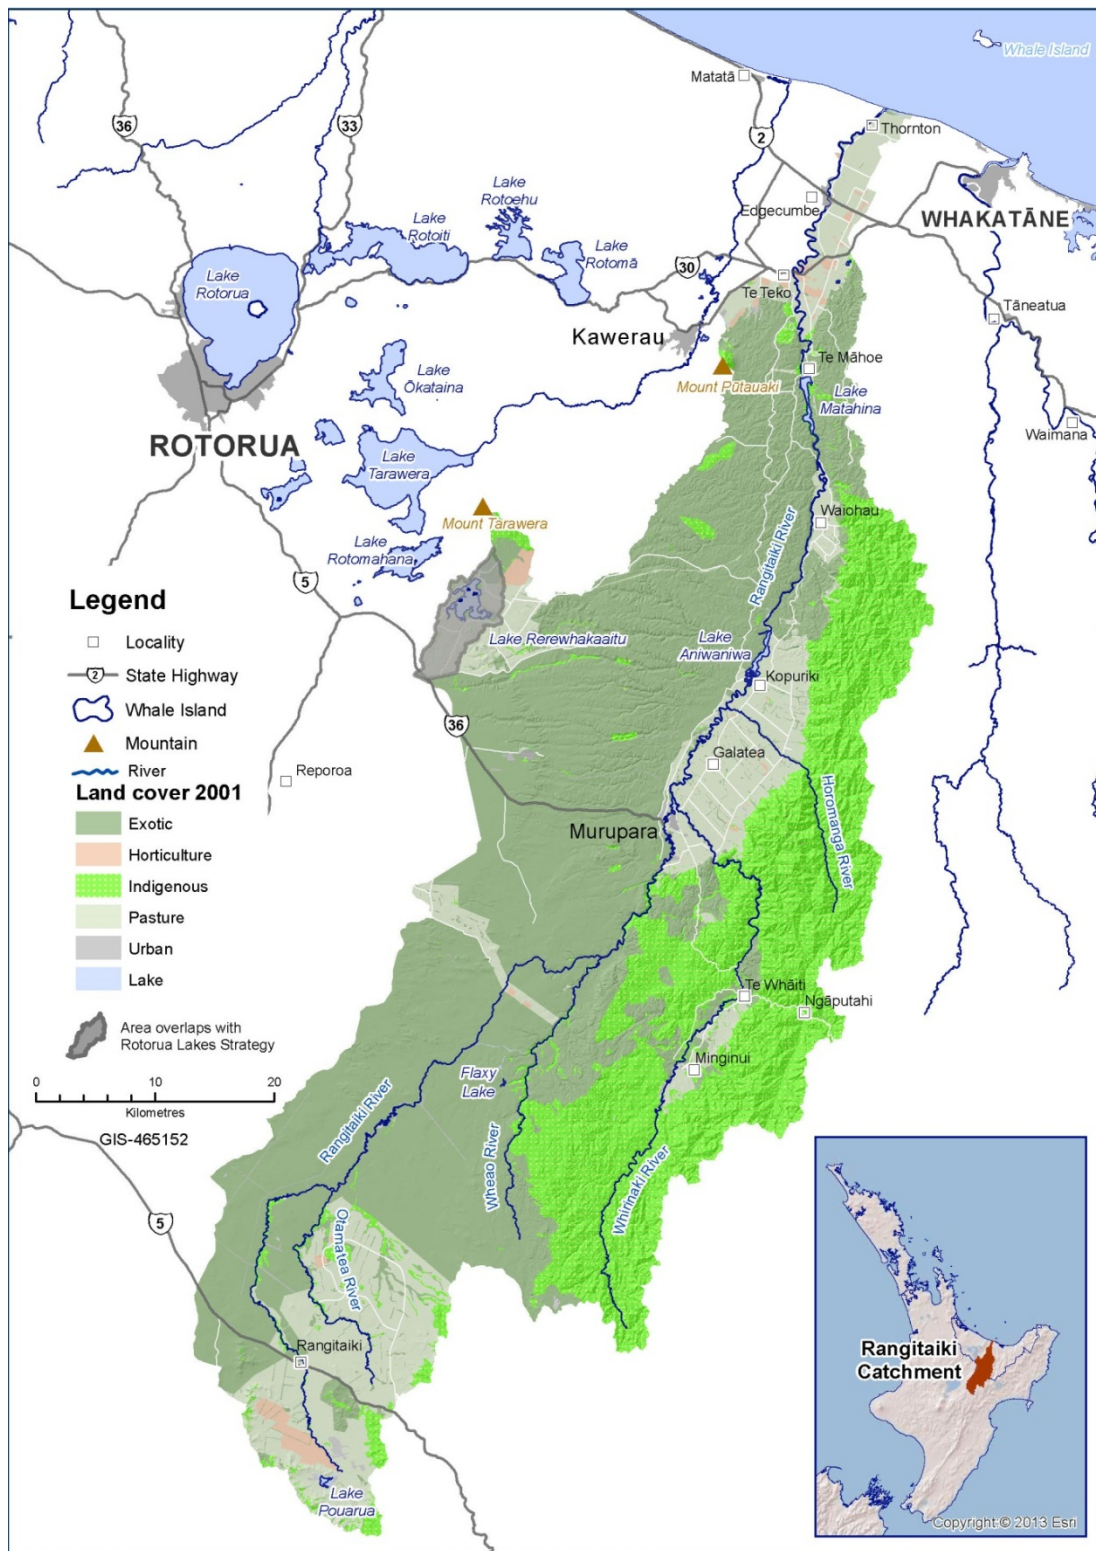 Whale Island
Matatā
36
33
2
Thornton
Edgecumbe
WHAKATĀNE
Lake
Rotoehu
Lake
Rotoiti
Lake
Rotomā
30
Lake
Rotorua
Te Teko
Tāneatua
Kawerau
Te Māhoe
Mount Pūtauaki
Lake
Ōkataina
Lake
Matahina
Waimana
ROTORUA
Lake
Tarawera
Mount Tarawera
Waiohau
Lake
Rotomahana
5
Rangitaiki River
Lake Rerewhakaaitu
Lake
Aniwaniwa
Kopuriki
36
Galatea
Reporoa
Horomanga River
Murupara
Legend
Locality
2
State Highway
Whale Island
Mountain
River
Land cover 2001
Exotic
Horticulture
Indigenous
Pasture
Urban
Lake
Area overlaps with
Rotorua Lakes Strategy
0
10
20
Kilometres
GIS-465152
Te Whāiti
Ngāputahi
Minginui
Flaxy
Lake
Rangitaiki River
Wheao River
Whirinaki River
5
Otamatea River
Rangitaiki
Lake
Pouarua
Rangitaiki
Catchment
Copyright:© 2013 Esri